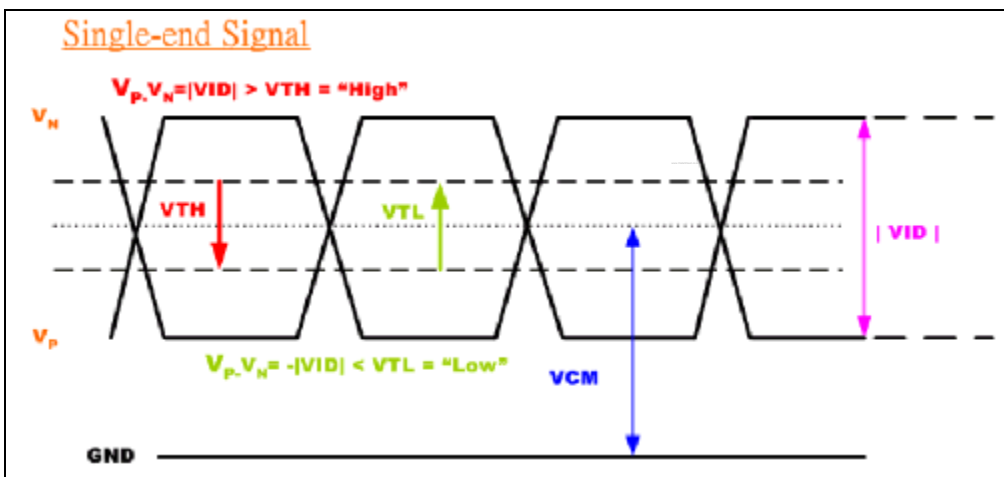 Single-end Signal
VP-VN=|VID| > VTH = “High”
VN
VTH
VTL
| VID |
VP
VP-VN= -|VID| < VTL = “Low”
VCM
GND